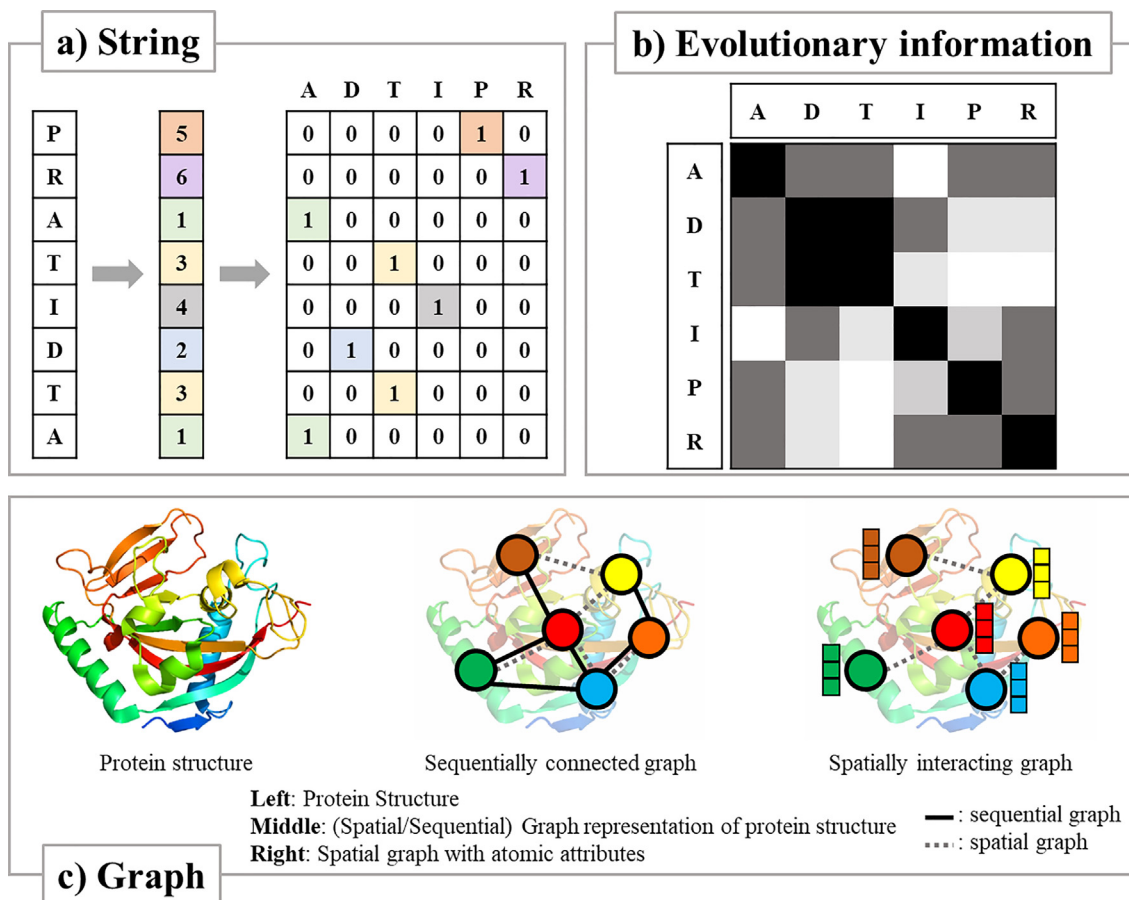 a) String
A D T I P R
P 5 0 0 0 0 1 0
R 6 0 0 0 0 0 1
A 1 1 0 0 0 0 0
T 3 0 0 1 0 0 0
I 4 0 0 0 1 0 0
D 2 0 1 0 0 0 0
T 3 0 0 1 0 0 0
A 1 1 0 0 0 0 0
b) Evolutionary information
A D T I P R
A
D
T
I
P
R
Protein structure
Sequentially connected graph
Spatially interacting graph
Left: Protein Structure
Middle: (Spatial/Sequential) Graph representation of protein structure
Right: Spatial graph with atomic attributes
: sequential graph
: spatial graph
c) Graph